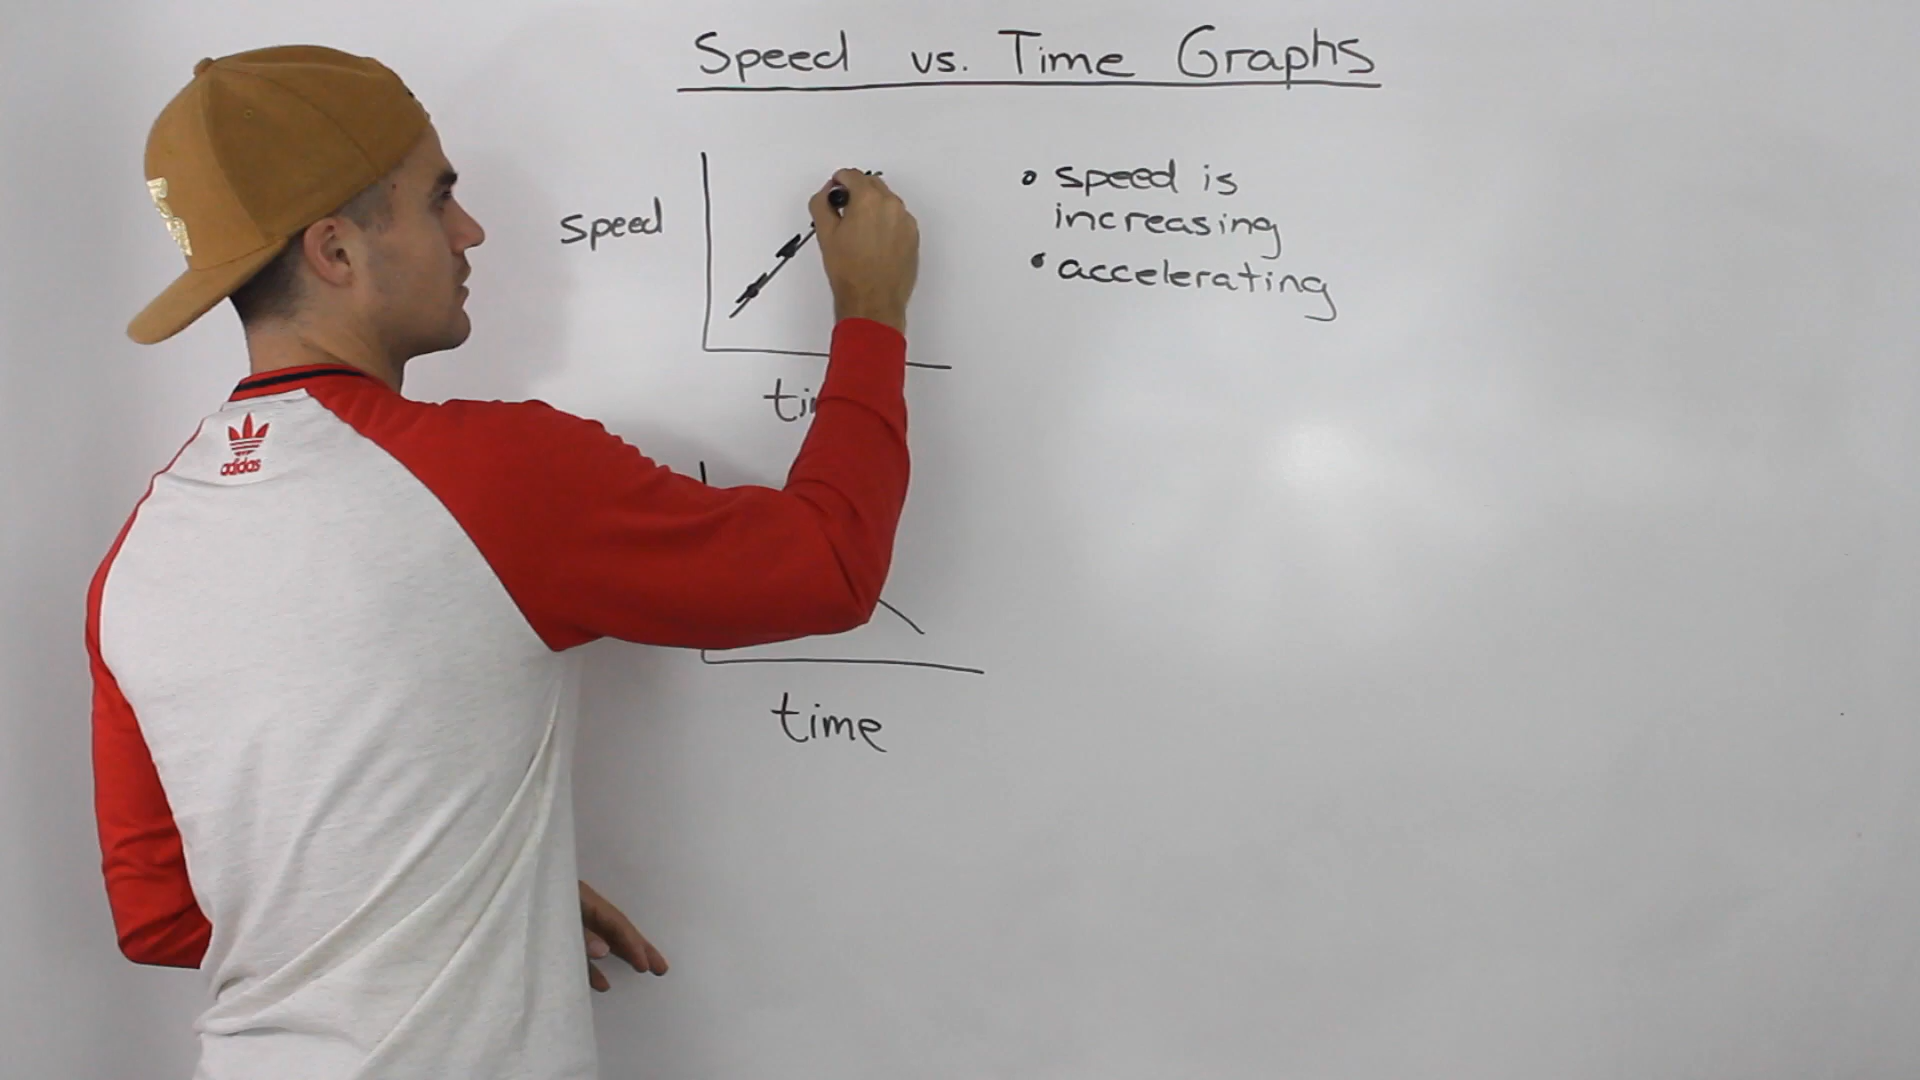 Speed vs. Time Graphs
speed
• speed is
increasing
• accelerating
adidas
time